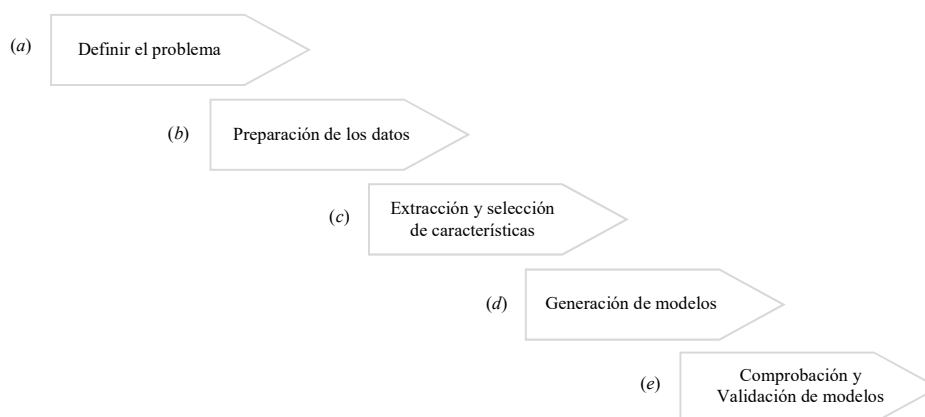 (a) Definir el problema
(b) Preparación de los datos
(c) Extracción y selección
de características
(d) Generación de modelos
(e) Comprobación y
Validación de modelos